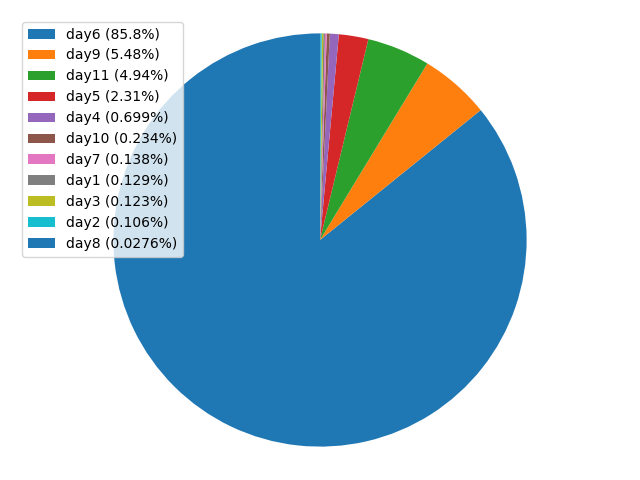 day6 (85.8%)
day9 (5.48%)
day11 (4.94%)
day5 (2.31%)
day4 (0.699%)
day10 (0.234%)
day7 (0.138%)
day1 (0.129%)
day3 (0.123%)
day2 (0.106%)
day8 (0.0276%)